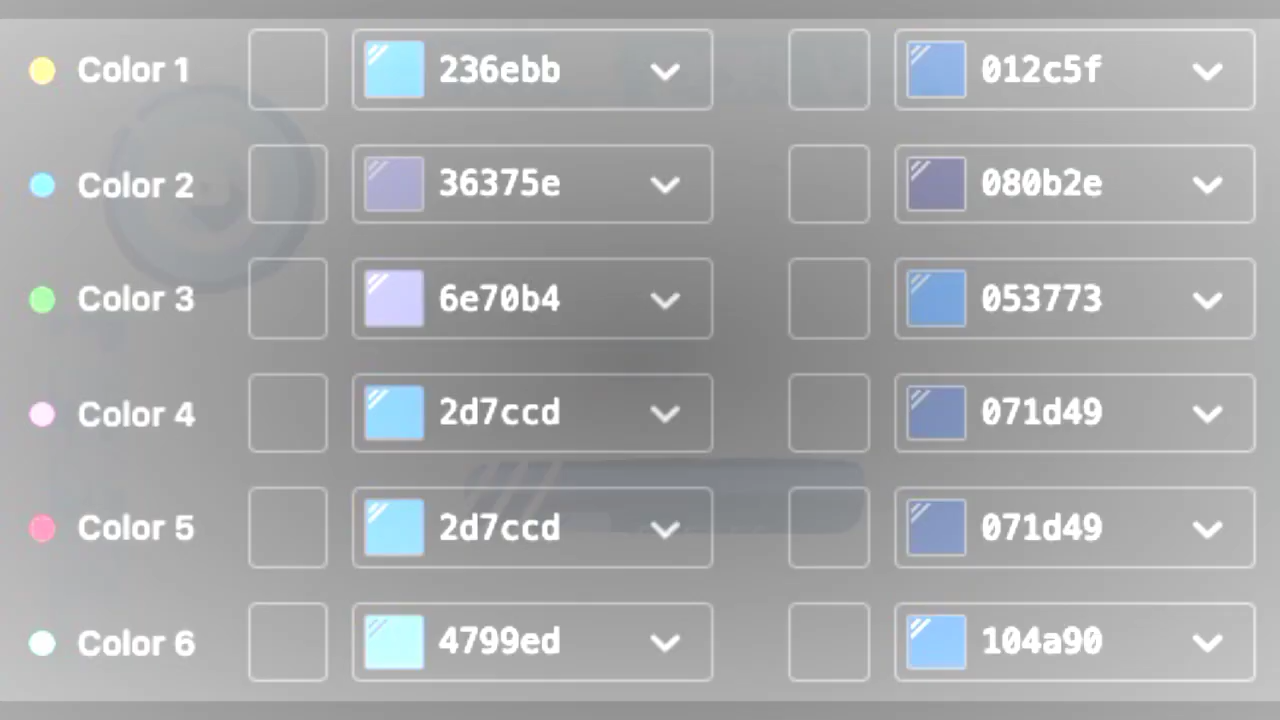 Color 1 236ebb 012c5f
Color 2 36375e 080b2e
Color 3 6e70b4 053773
Color 4 2d7ccd 071d49
Color 5 2d7ccd 071d49
Color 6 4799ed 104a90